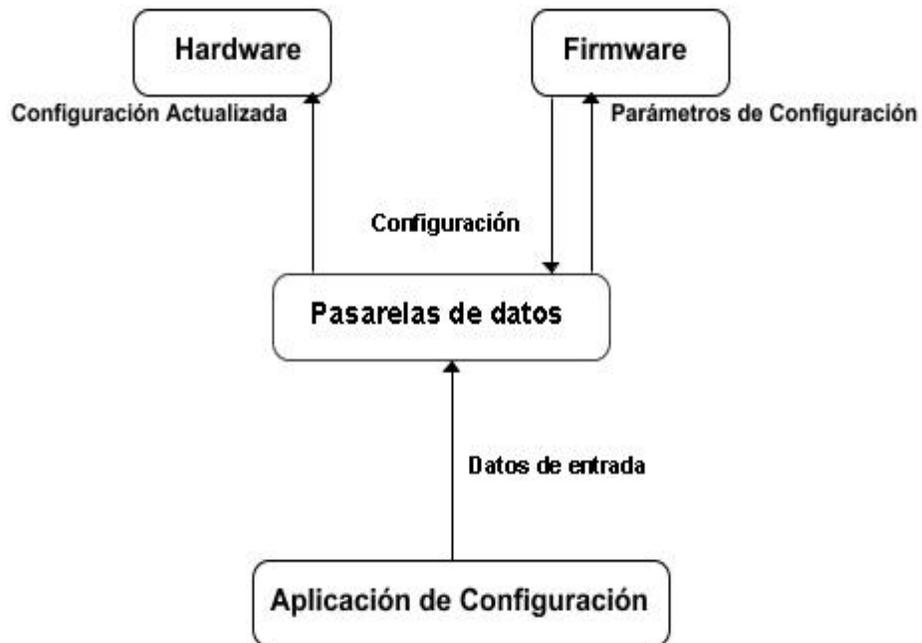 Hardware
Firmware
Configuración Actualizada
Parámetros de Configuración
Configuración
Pasarelas de datos
Datos de entrada
Aplicación de Configuración